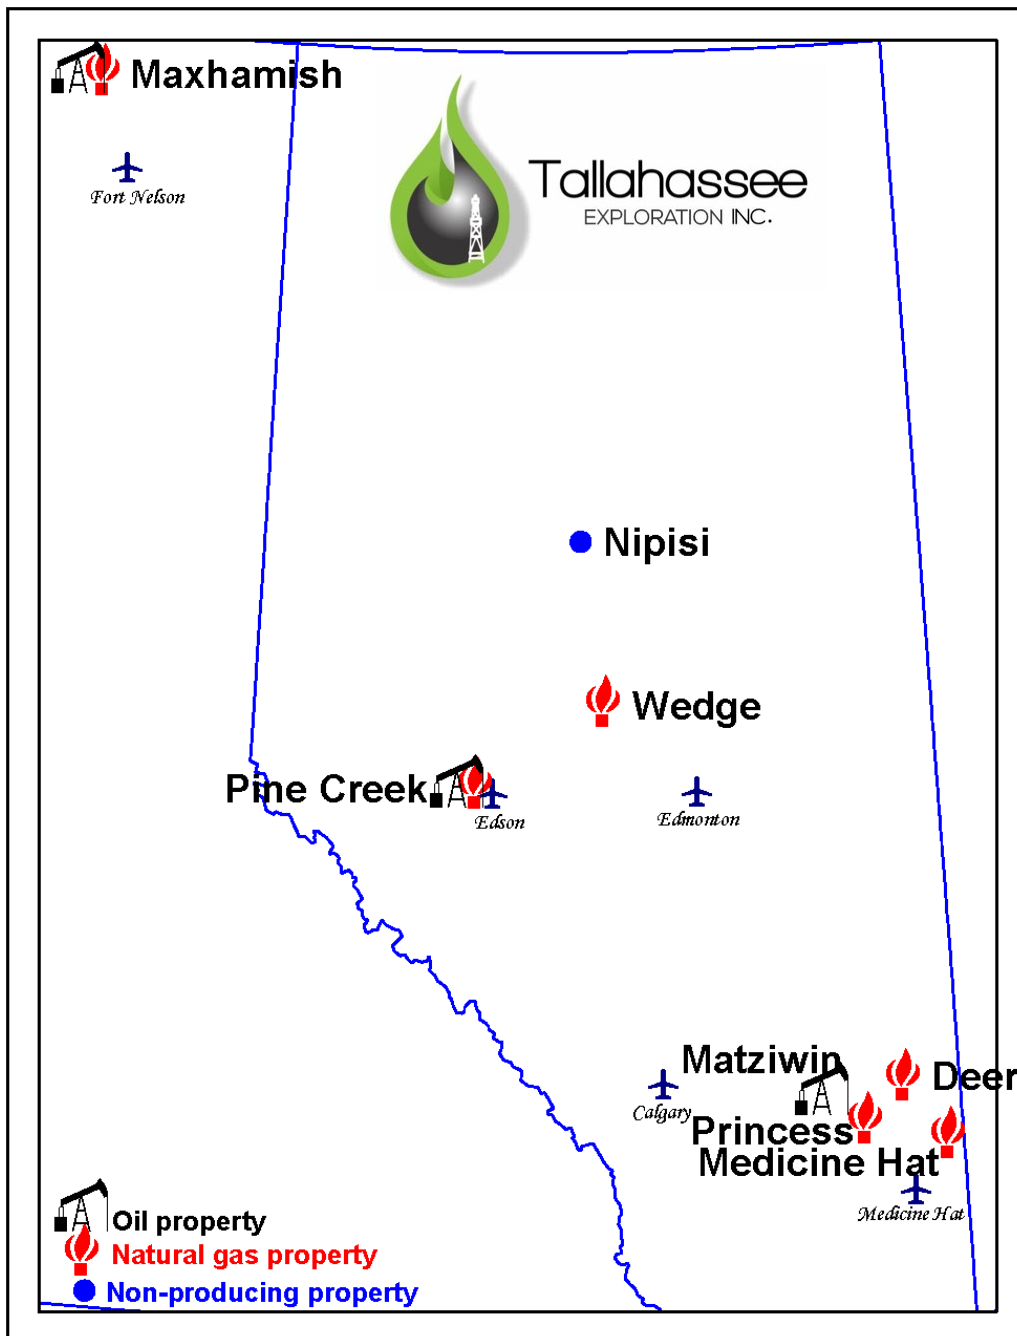 Maxhamish
Fort Nelson
Tallahassee
EXPLORATION INC.
Nipisi
Wedge
Pine Creek
Edson
Edmonton
Matziwin
Deer
Calgary
Princess
Medicine Hat
Medicine Hat
Oil property
Natural gas property
Non-producing property